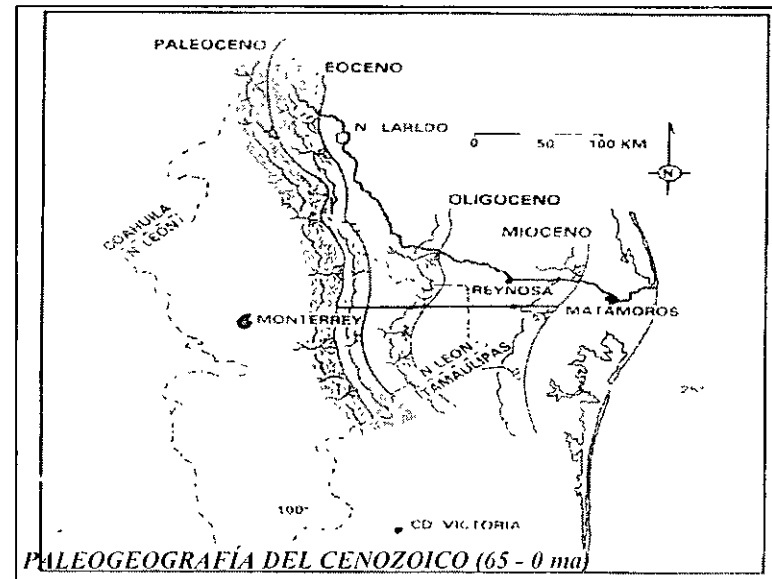 PALEOCENO
EOCENO
N LAREDO
0 50 100 KM
N
OLIGOCENO
MIOCENO
COAHUILA
N LEON
REYNOSA
MATAMOROS
MONTERREY
N LEON
TAMAULIPAS
25°
100°
CD VICTORIA
PALEOGEOGRAFÍA DEL CENOZOICO (65 - 0 ma)